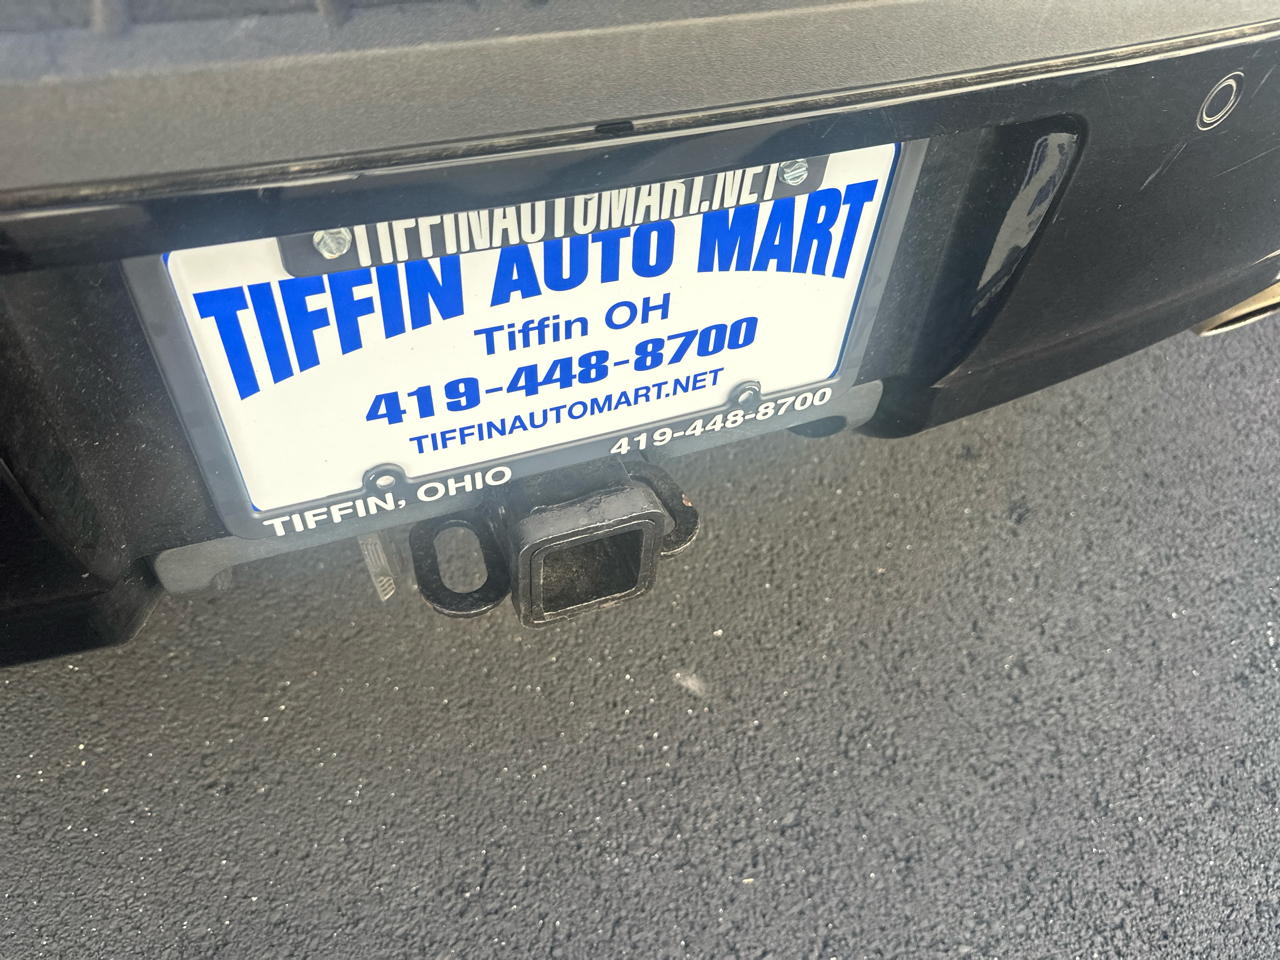 TIFFINAUTOMART.NET
TIFFIN AUTO MART
Tiffin OH
419-448-8700
TIFFINAUTOMART.NET
TIFFIN, OHIO 419-448-8700